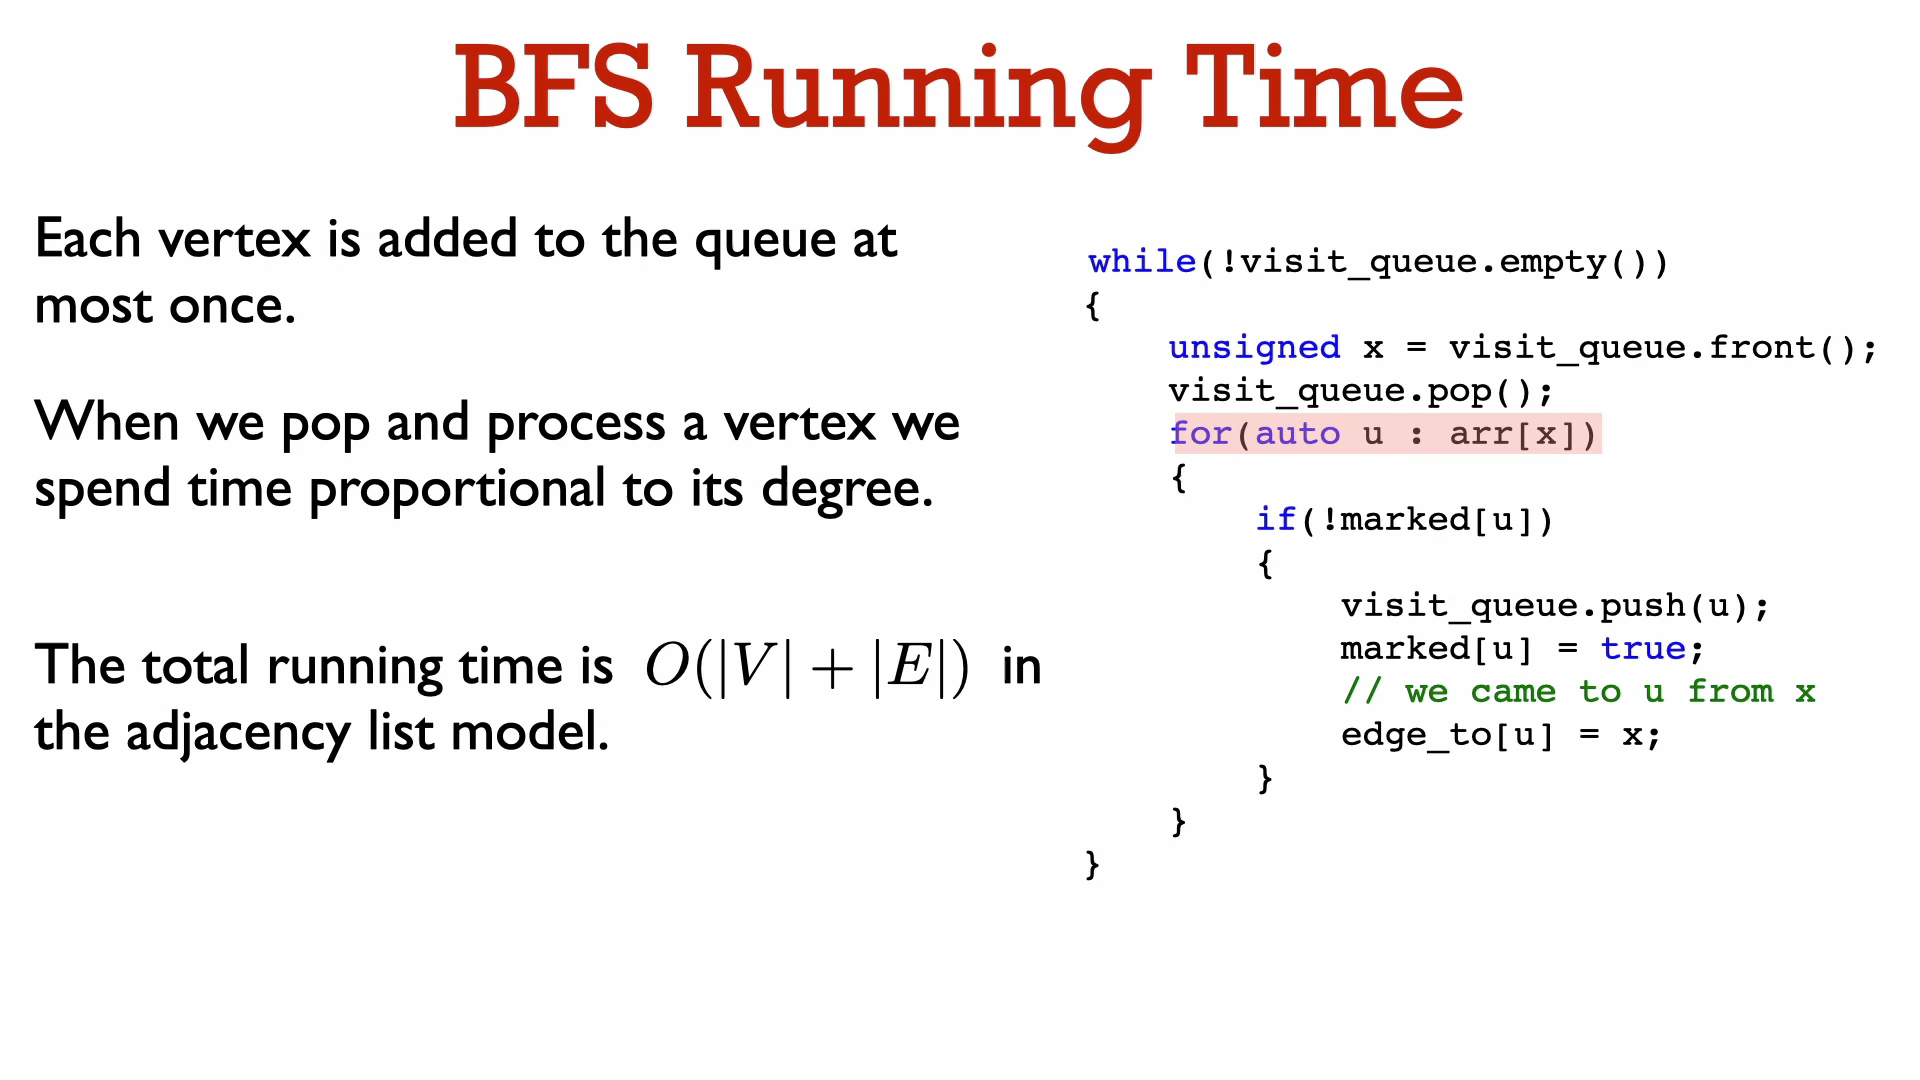 BFS Running Time
Each vertex is added to the queue at
most once.
When we pop and process a vertex we
spend time proportional to its degree.
The total running time is O(|V| + |E|) in
the adjacency list model.
while(!visit_queue.empty())
{
    unsigned x = visit_queue.front();
    visit_queue.pop();
    for(auto u : arr[x])
    {
        if(!marked[u])
        {
            visit_queue.push(u);
            marked[u] = true;
            // we came to u from x
            edge_to[u] = x;
        }
    }
}